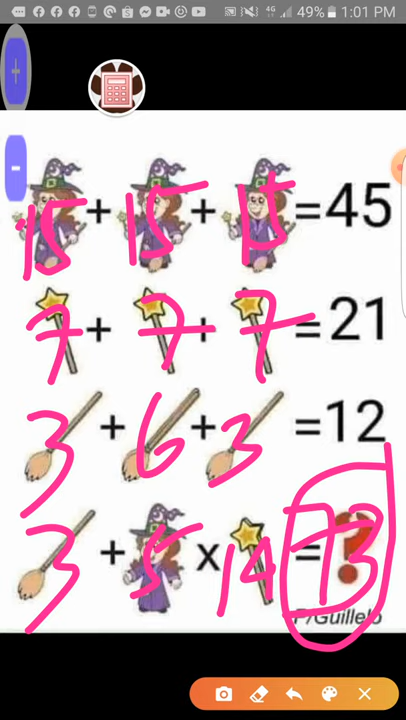 4G 49% 1:01 PM
+
-
15 + 15 + 15 =45
7 + 7 + 7 =21
3 + 6 + 3 =12
3 + 5 x 14 = 73 ?